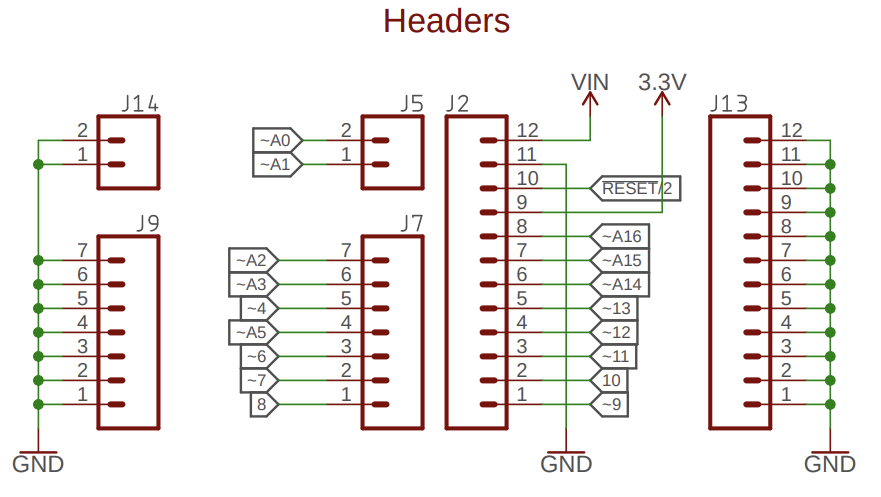 Headers
VIN 3.3V
J14 J5 J2 J13
2 ~A0 2 12 12
1 ~A1 1 11 11
10 RESET/2 10
J9 J7 9 9
8 ~A16 8
7 ~A2 7 7 ~A15 7
6 ~A3 6 6 ~A14 6
5 ~4 5 5 ~13 5
4 ~A5 4 4 ~12 4
3 ~6 3 3 ~11 3
2 ~7 2 2 10 2
1 8 1 1 ~9 1
GND GND GND